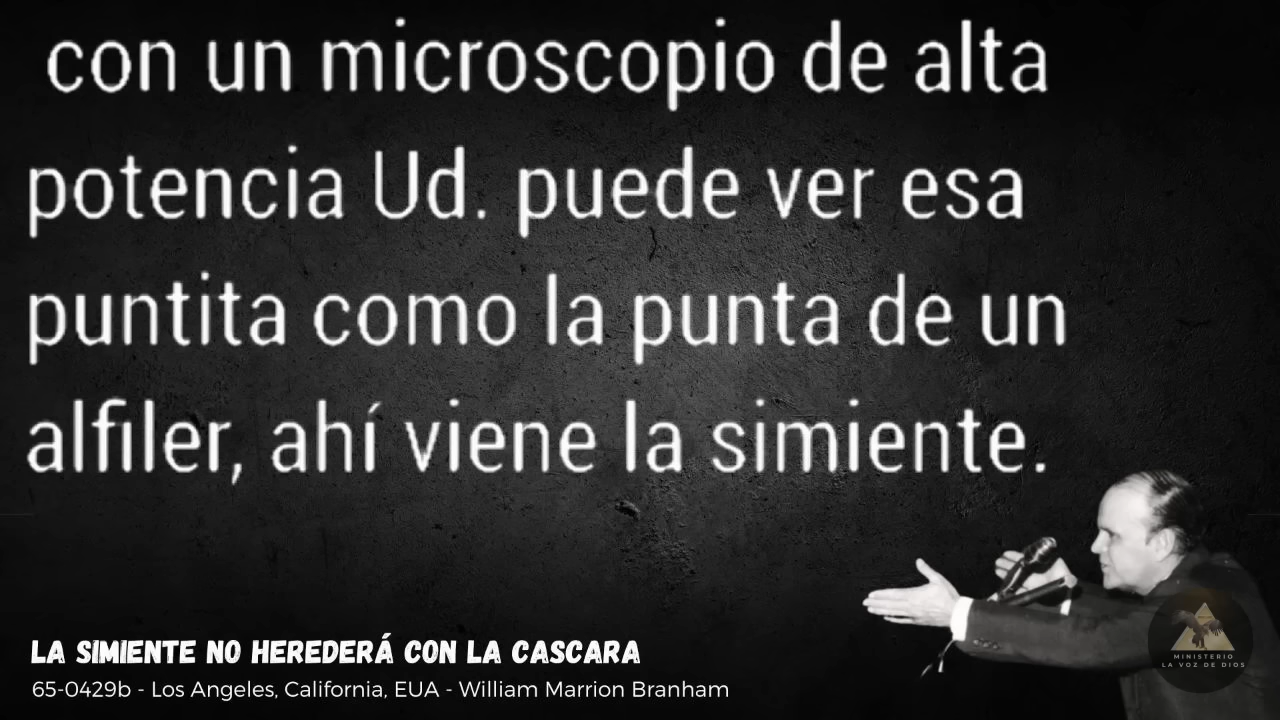 con un microscopio de alta
potencia Ud. puede ver esa
puntita como la punta de un
alfiler, ahí viene la simiente.
LA SIMIENTE NO HEREDERÁ CON LA CASCARA
65-0429b - Los Angeles, California, EUA - William Marrion Branham
MINISTERIO
LA VOZ DE DIOS